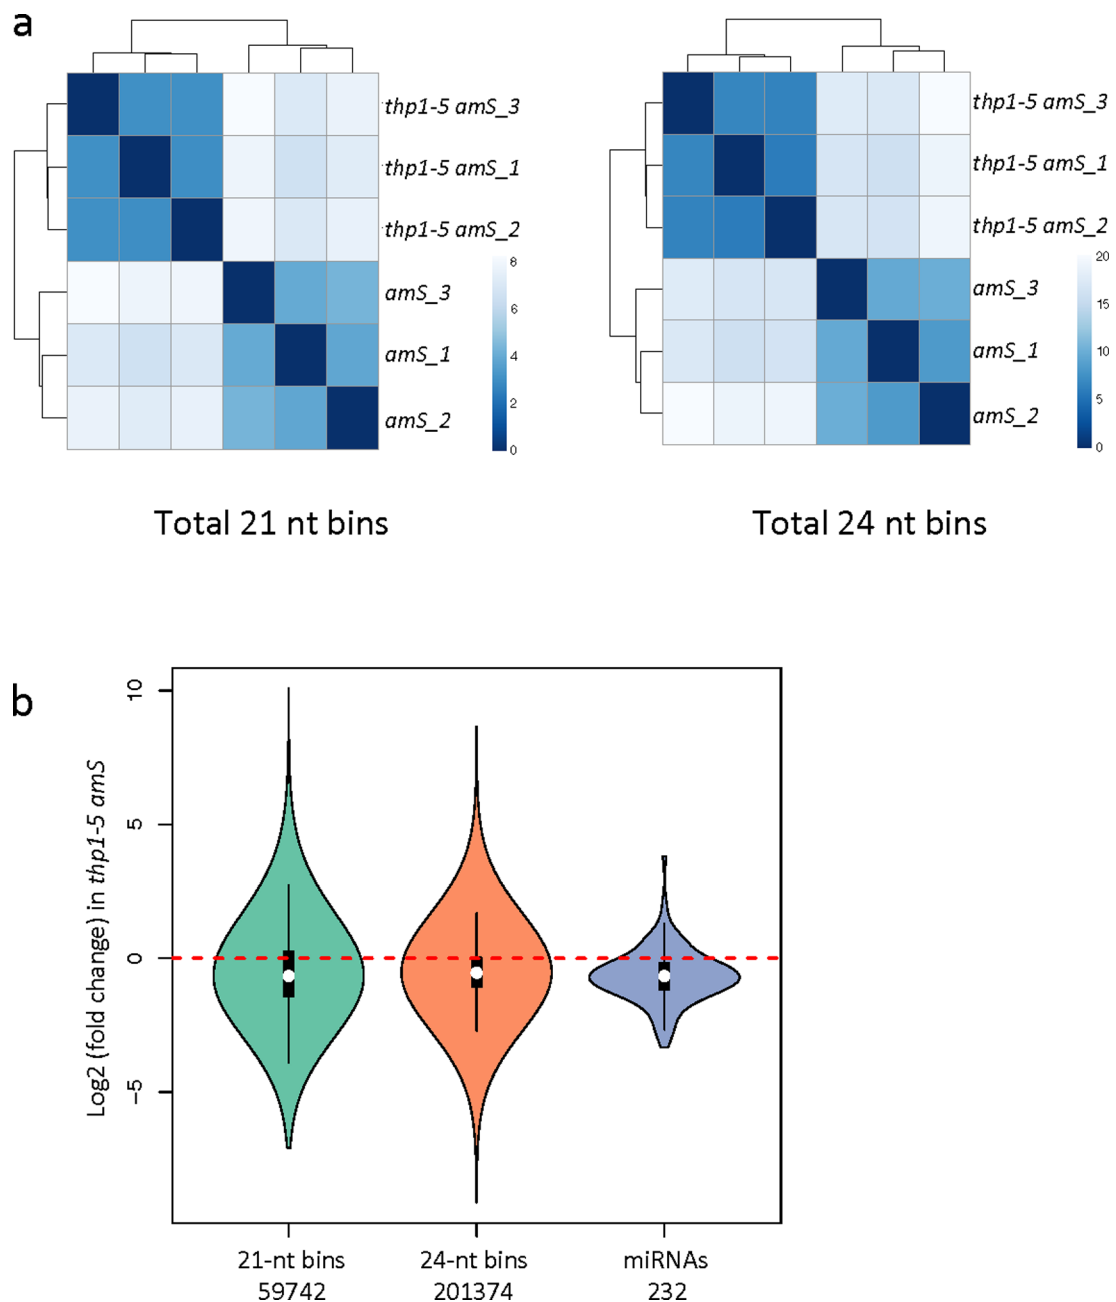 a
thp1-5 amS_3
thp1-5 amS_1
thp1-5 amS_2
amS_3
amS_1
amS_2
8
6
4
2
0
Total 21 nt bins
thp1-5 amS_3
thp1-5 amS_1
thp1-5 amS_2
amS_3
amS_1
amS_2
20
15
10
5
0
Total 24 nt bins
b
Log2 (fold change) in thp1-5 amS
10
5
0
−5
21-nt bins
59742
24-nt bins
201374
miRNAs
232